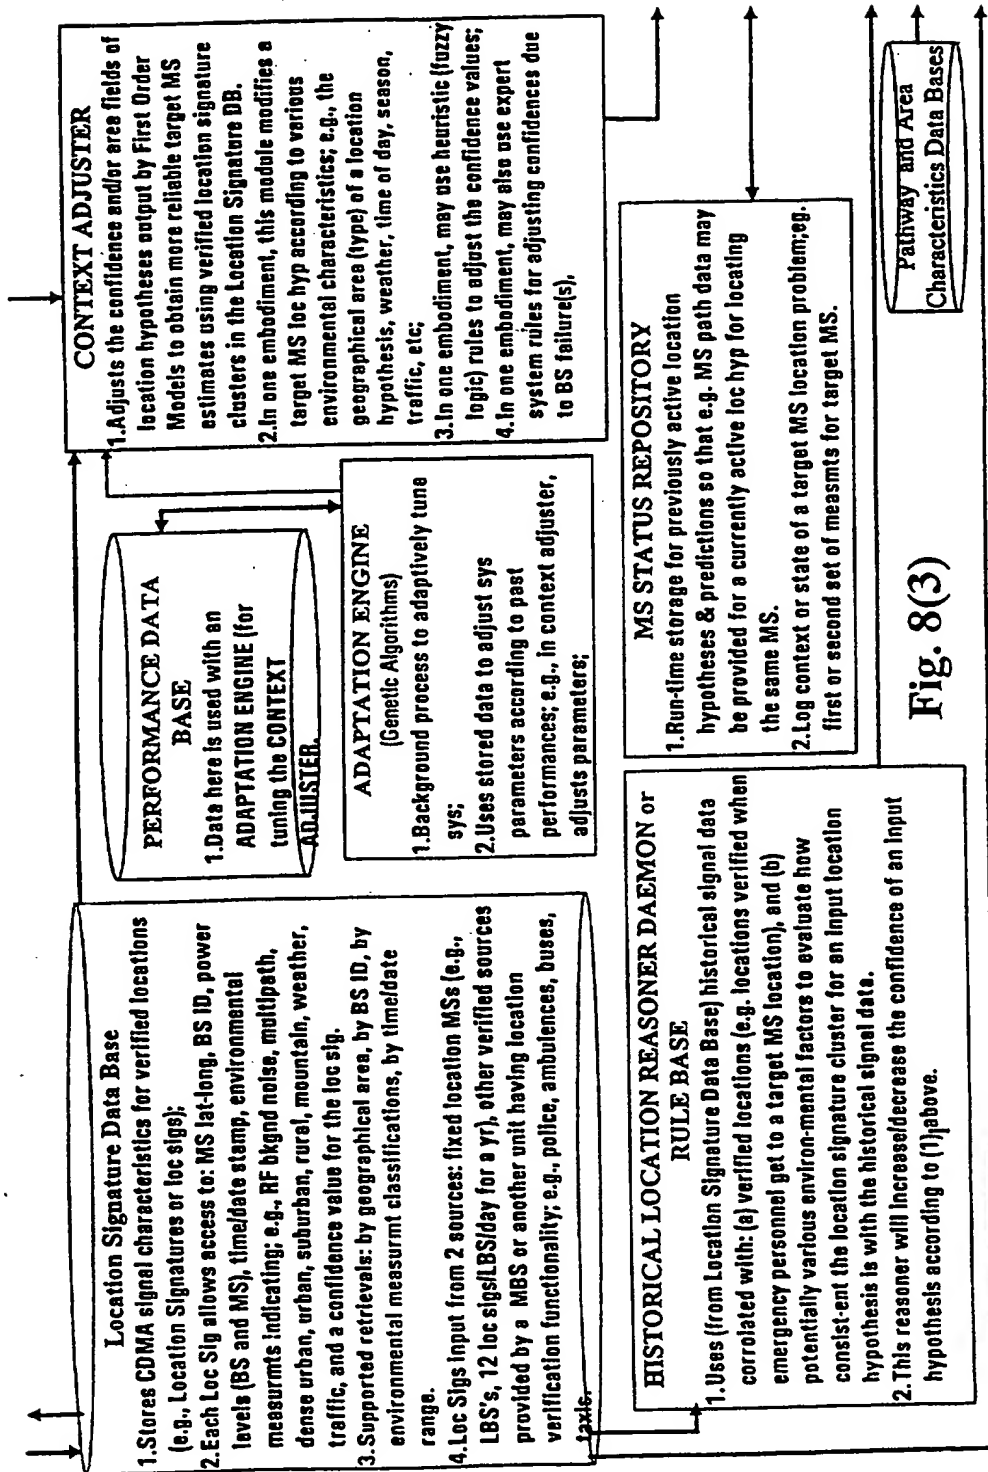 Location Signature Data Base
1.Stores CDMA signal characteristics for verified locations
(e.g., Location Signatures or loc sigs);
2.Each Loc Sig allows access to: MS lat-long, BS ID, power
levels (BS and MS), time/date stamp, environmental
measurmts indicating; e.g., RF bkgnd noise, multipath,
dense urban, urban, suburban, rural, mountain, weather,
traffic, and a confidence value for the loc sig.
3.Supported retrievals: by geographical area, by BS ID, by
environmental measurmt classifications, by time/date
range.
4.Loc Sigs input from 2 sources: fixed location MSs (e.g.,
LBS's, 12 loc sigs/LBS/day for a yr), other verified sources
provided by a MBS or another unit having location
verification functionality; e.g., police, ambulences, buses,
taxis.
PERFORMANCE DATA
BASE
1.Data here is used with an
ADAPTATION ENGINE (for
tuning the CONTEXT
ADJUSTER.
ADAPTATION ENGINE
(Genetic Algorithms)
1.Background process to adaptively tune
sys;
2.Uses stored data to adjust sys
parameters according to past
performances; e.g., in context adjuster,
adjusts parameters;
CONTEXT ADJUSTER
1.Adjusts the confidence and/or area fields of
location hypotheses output by First Order
Models to obtain more reliable target MS
estimates using verified location signature
clusters in the Location Signature DB.
2.In one embodiment, this module modifies a
target MS loc hyp according to various
environmental characteristics; e.g., the
geographical area (type) of a location
hypothesis, weather, time of day, season,
traffic, etc;
3.In one embodiment, may use heuristic (fuzzy
logic) rules to adjust the confidence values;
4.In one embodiment, may also use expert
system rules for adjusting confidences due
to BS failure(s),
HISTORICAL LOCATION REASONER DAEMON or
RULE BASE
1.Uses (from Location Signature Data Base) historical signal data
corrolated with: (a) verified locations (e.g. locations verified when
emergency personnel get to a target MS location), and (b)
potentially various environ-mental factors to evaluate how
consist-ent the location signature cluster for an input location
hypothesis is with the historical signal data.
2.This reasoner will increase/decrease the confidence of an input
hypothesis according to (1)]above.
MS STATUS REPOSITORY
1.Run-time storage for previously active location
hypotheses & predictions so that e.g. MS path data may
be provided for a currently active loc hyp for locating
the same MS.
2.Log context or state of a target MS location problem;eg.
first or second set of measmts for target MS.
Pathway and Area
Characteristics Data Bases
Fig. 8(3)